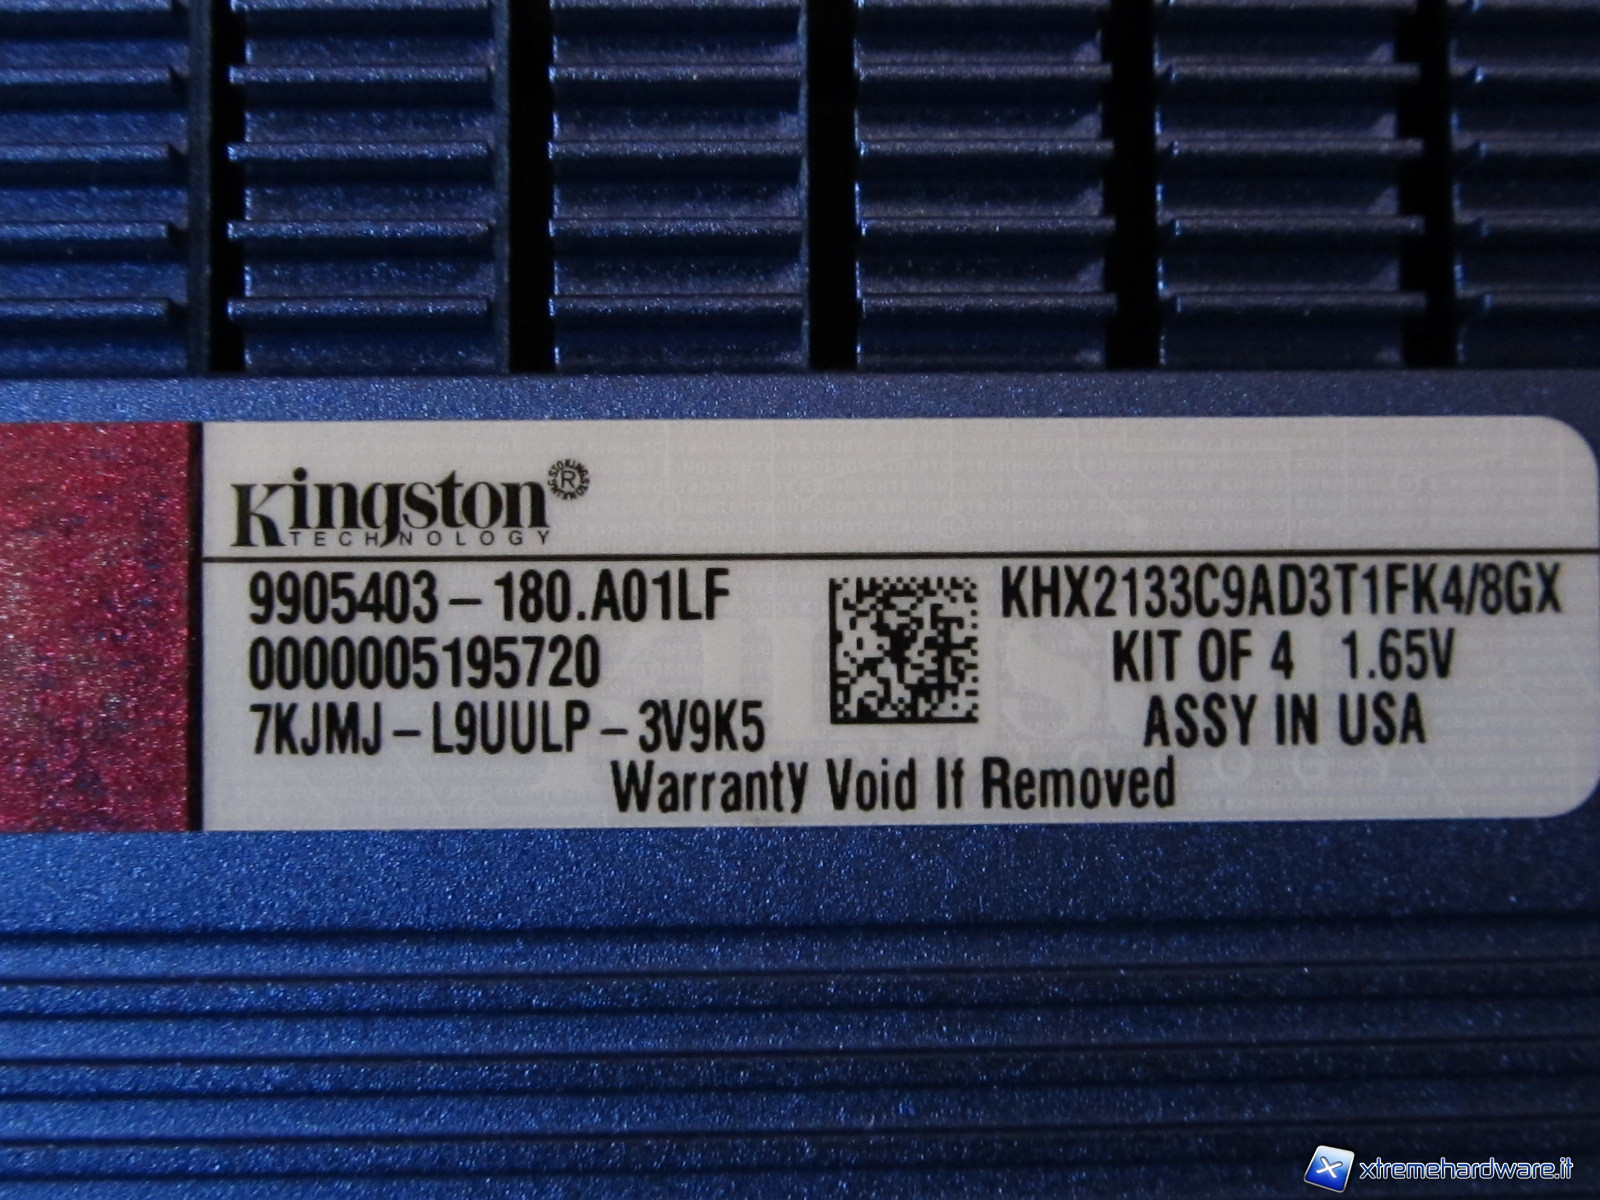 Kingston®
TECHNOLOGY
9905403-180.A01LF
0000005195720
7KJMJ-L9UULP-3V9K5
KHX2133C9AD3T1FK4/8GX
KIT OF 4 1.65V
ASSY IN USA
Warranty Void If Removed
xtremehardware.it